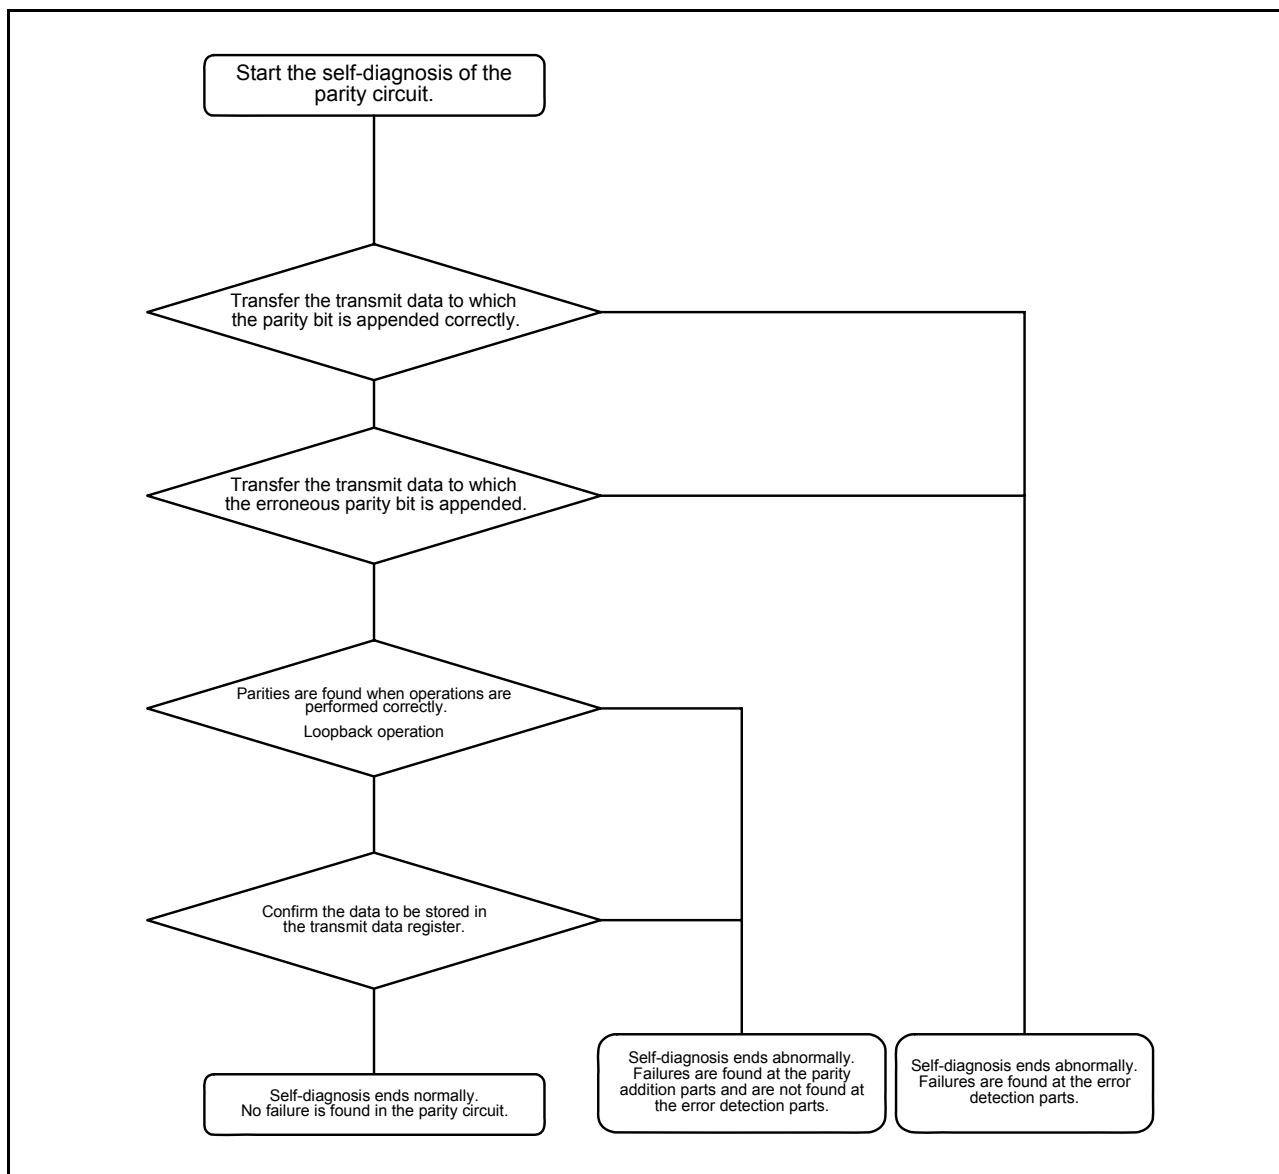 Start the self-diagnosis of the
parity circuit.
Transfer the transmit data to which
the parity bit is appended correctly.
Transfer the transmit data to which
the erroneous parity bit is appended.
Parities are found when operations are
performed correctly.
Loopback operation
Confirm the data to be stored in
the transmit data register.
Self-diagnosis ends normally.
No failure is found in the parity circuit.
Self-diagnosis ends abnormally.
Failures are found at the parity
addition parts and are not found at
the error detection parts.
Self-diagnosis ends abnormally.
Failures are found at the error
detection parts.